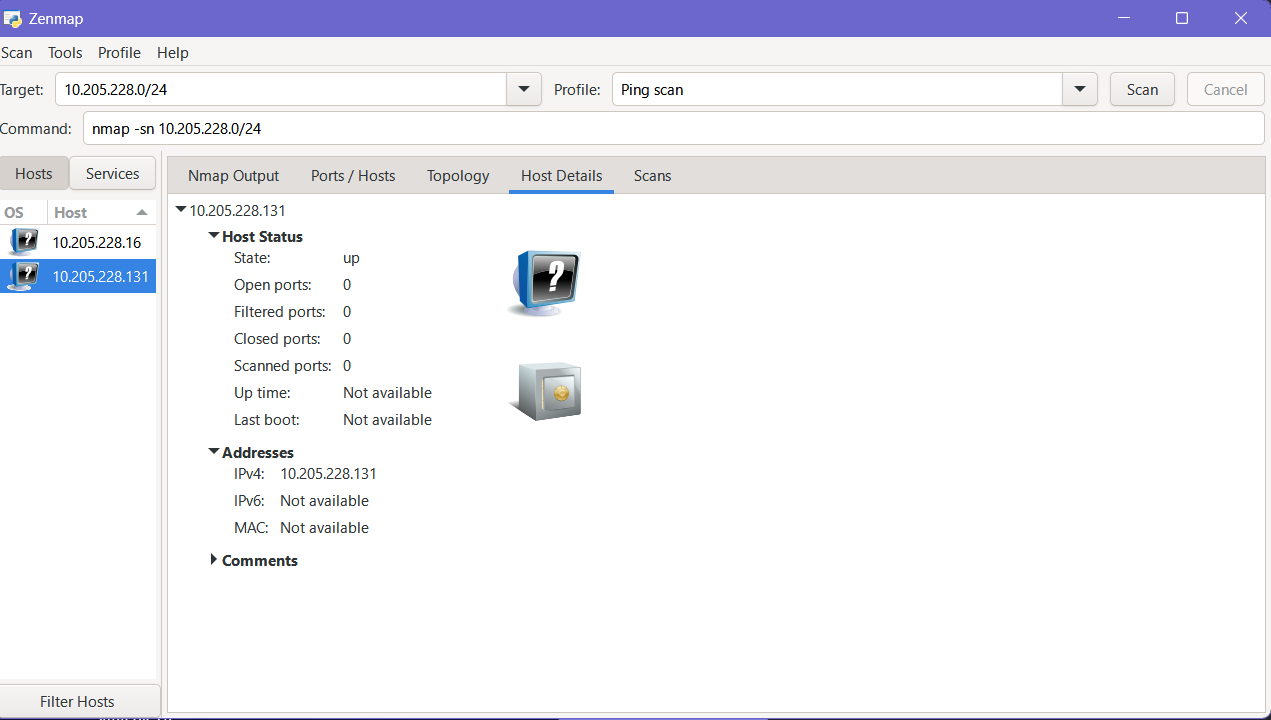 Zenmap
Scan Tools Profile Help
Target: 10.205.228.0/24 Profile: Ping scan Scan Cancel
Command: nmap -sn 10.205.228.0/24
Hosts Services
Nmap Output Ports / Hosts Topology Host Details Scans
OS Host
10.205.228.16
10.205.228.131
10.205.228.131
Host Status
State: up
Open ports: 0
Filtered ports: 0
Closed ports: 0
Scanned ports: 0
Up time: Not available
Last boot: Not available
Addresses
IPv4: 10.205.228.131
IPv6: Not available
MAC: Not available
Comments
Filter Hosts